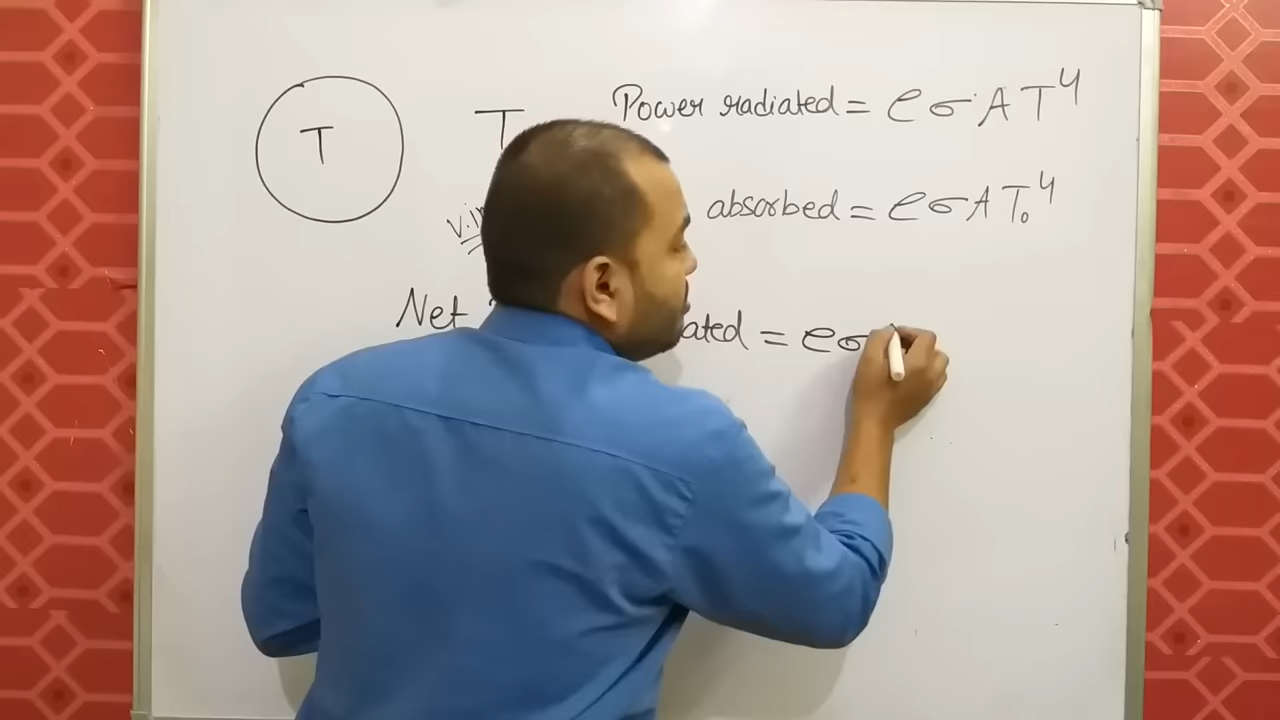 T
T
Power radiated = eσAT⁴
absorbed = eσAT₀⁴
Net ated = eσ